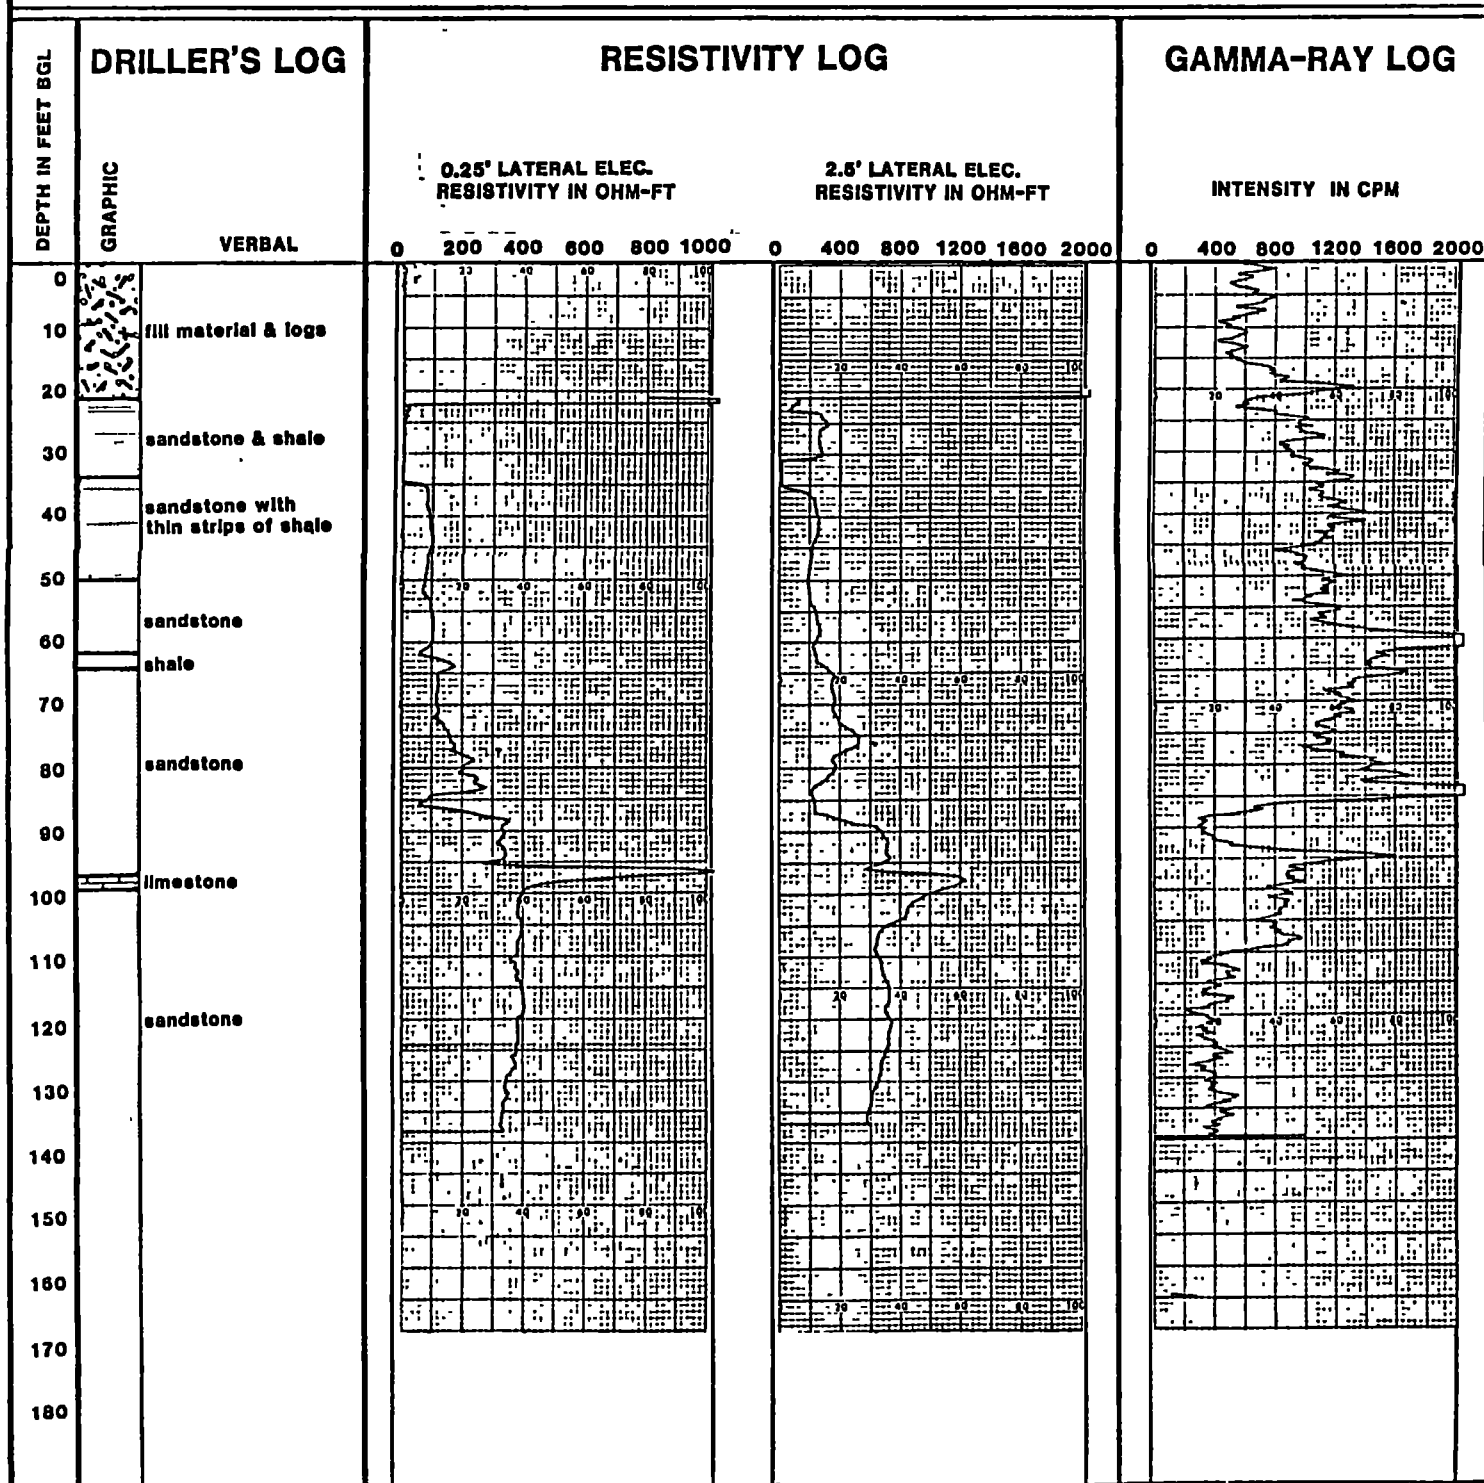 DRILLER'S LOG
RESISTIVITY LOG
GAMMA-RAY LOG
DEPTH IN FEET BGL
GRAPHIC
VERBAL
0.25' LATERAL ELEC.
RESISTIVITY IN OHM-FT
2.5' LATERAL ELEC.
RESISTIVITY IN OHM-FT
INTENSITY IN CPM
0 200 400 600 800 1000
0 400 800 1200 1600 2000
0 400 800 1200 1600 2000
0
10
fill material & logs
20
sandstone & shale
30
sandstone with
40
thin strips of shale
50
sandstone
60
shale
70
sandstone
80
90
limestone
100
110
sandstone
120
130
140
150
160
170
180